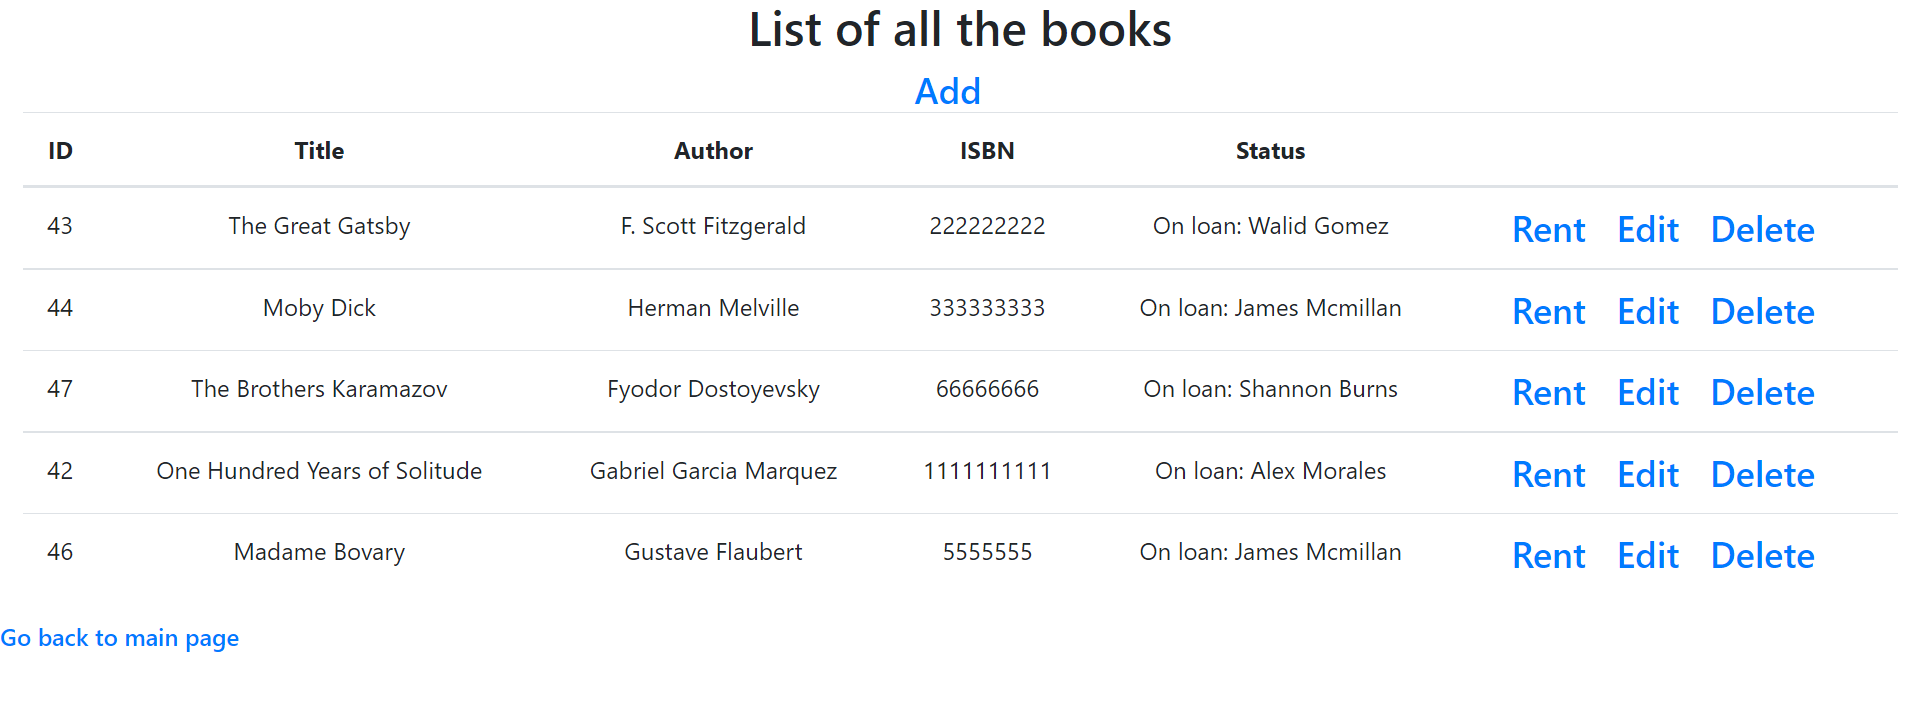 List of all the books
Add
ID Title Author ISBN Status
43 The Great Gatsby F. Scott Fitzgerald 222222222 On loan: Walid Gomez Rent Edit Delete
44 Moby Dick Herman Melville 333333333 On loan: James Mcmillan Rent Edit Delete
47 The Brothers Karamazov Fyodor Dostoyevsky 66666666 On loan: Shannon Burns Rent Edit Delete
42 One Hundred Years of Solitude Gabriel Garcia Marquez 1111111111 On loan: Alex Morales Rent Edit Delete
46 Madame Bovary Gustave Flaubert 5555555 On loan: James Mcmillan Rent Edit Delete
Go back to main page